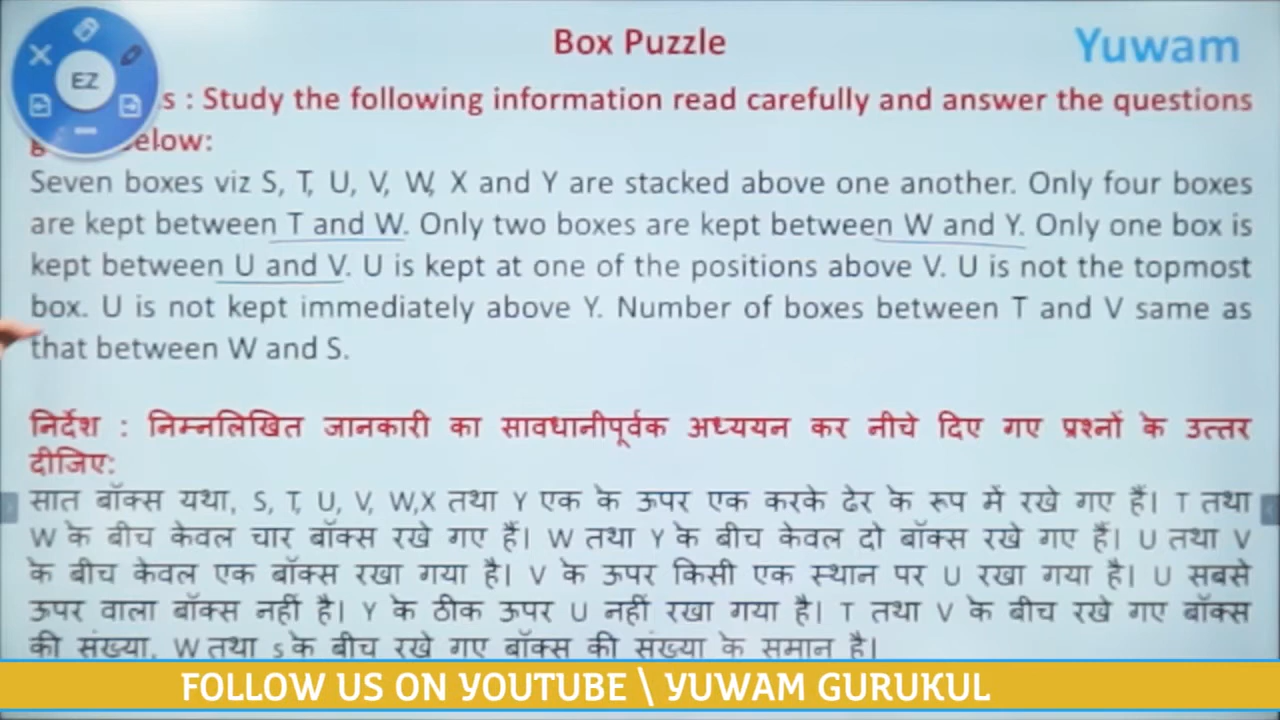 Box Puzzle
Yuwam
EZ
s : Study the following information read carefully and answer the questions
elow:
Seven boxes viz S, T, U, V, W, X and Y are stacked above one another. Only four boxes
are kept between T and W. Only two boxes are kept between W and Y. Only one box is
kept between U and V. U is kept at one of the positions above V. U is not the topmost
box. U is not kept immediately above Y. Number of boxes between T and V same as
that between W and S.
निर्देश : निम्नलिखित जानकारी का सावधानीपूर्वक अध्ययन कर नीचे दिए गए प्रश्नों के उत्तर
दीजिए:
सात बॉक्स यथा, S, T, U, V, W,X तथा Y एक के ऊपर एक करके ढेर के रूप में रखे गए हैं। T तथा
W के बीच केवल चार बॉक्स रखे गए हैं। W तथा Y के बीच केवल दो बॉक्स रखे गए हैं। U तथा V
के बीच केवल एक बॉक्स रखा गया है। V के ऊपर किसी एक स्थान पर U रखा गया है। U सबसे
ऊपर वाला बॉक्स नहीं है। Y के ठीक ऊपर U नहीं रखा गया है। T तथा V के बीच रखे गए बॉक्स
की संख्या, W तथा s के बीच रखे गए बॉक्स की संख्या के समान है।
FOLLOW US ON YOUTUBE \ YUWAM GURUKUL